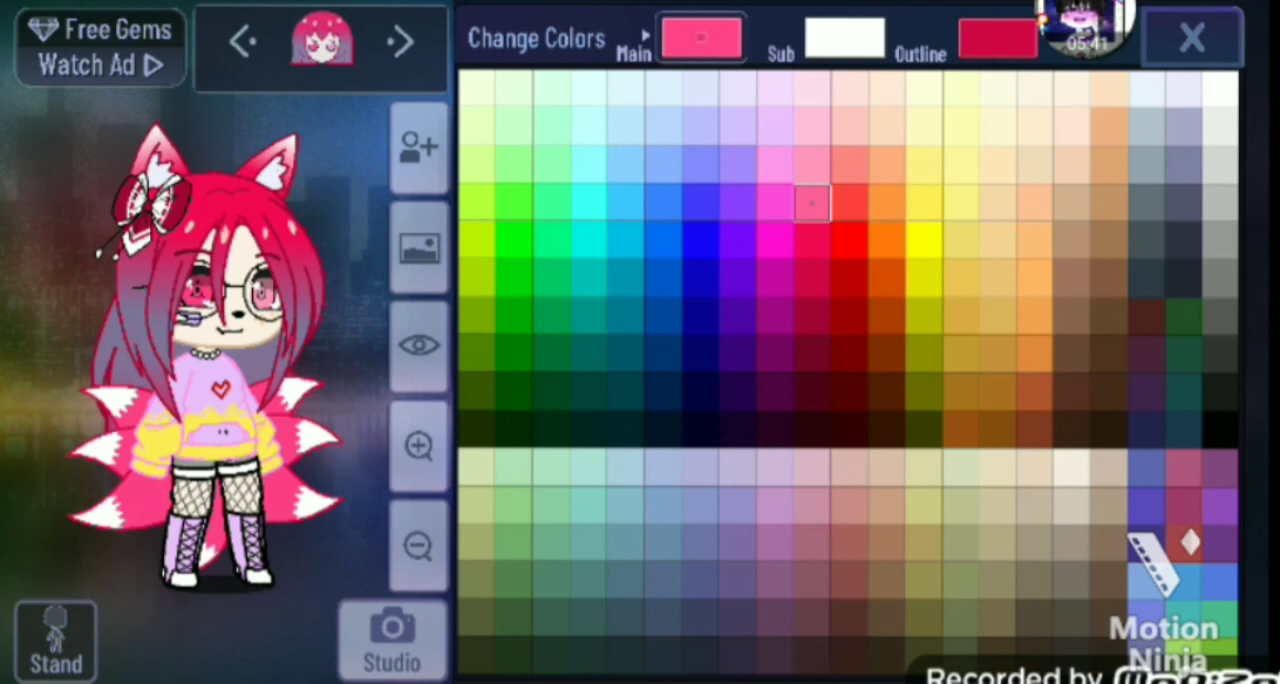 Free Gems
Watch Ad
Change Colors
Main
Sub
Outline
05:41
X
Stand
Studio
Motion
Ninja
Recorded by